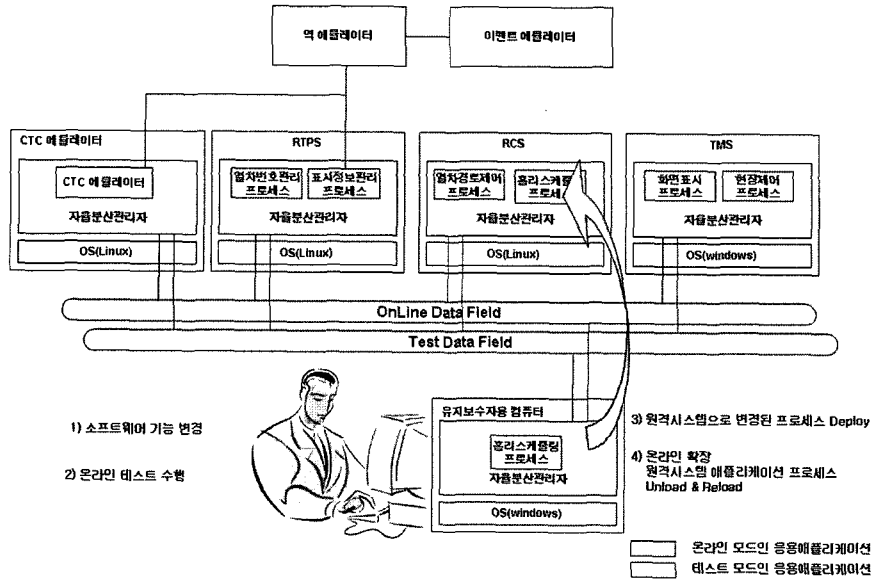 역 에뮬레이터
이벤트 에뮬레이터
CTC 에뮬레이터
RTPS
RCS
TMS
CTC 에뮬레이터
열차번호관리
프로세스
표시정보관리
프로세스
열차경로제어
프로세스
홈리스케쥴링
프로세스
화면표시
프로세스
현장제어
프로세스
자율분산관리자
자율분산관리자
자율분산관리자
자율분산관리자
OS(Linux)
OS(Linux)
OS(Linux)
OS(windows)
OnLine Data Field
Test Data Field
유지보수자용 컴퓨터
1) 소프트웨어 기능 변경
2) 온라인 테스트 수행
홈리스케쥴링
프로세스
자율분산관리자
OS(windows)
3) 원격시스템으로 변경된 프로세스 Deploy
4) 온라인 확장
원격시스템 애플리케이션 프로세스
Unload & Reload
온라인 모드인 응용애플리케이션
테스트 모드인 응용애플리케이션